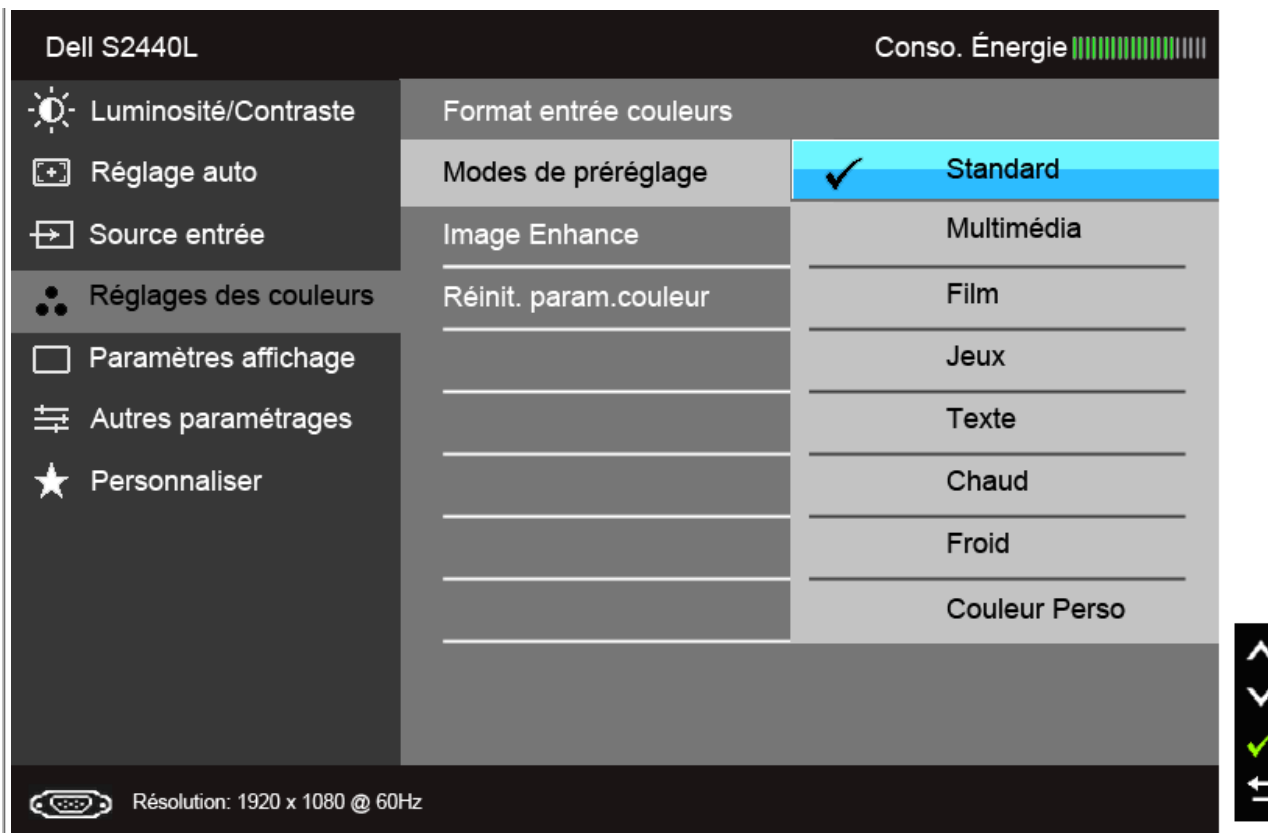 Dell S2440L
Conso. Énergie
Luminosité/Contraste
Réglage auto
Source entrée
Réglages des couleurs
Paramètres affichage
Autres paramétrages
Personnaliser
Format entrée couleurs
Modes de préréglage
Image Enhance
Réinit. param.couleur
Standard
Multimédia
Film
Jeux
Texte
Chaud
Froid
Couleur Perso
Résolution: 1920 x 1080 @ 60Hz